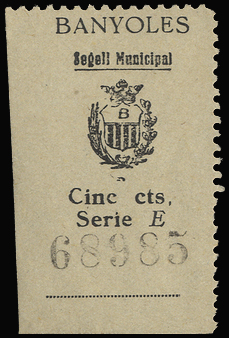 BANYOLES
Segell Municipal
B
Cinc cts,
Serie E
68985